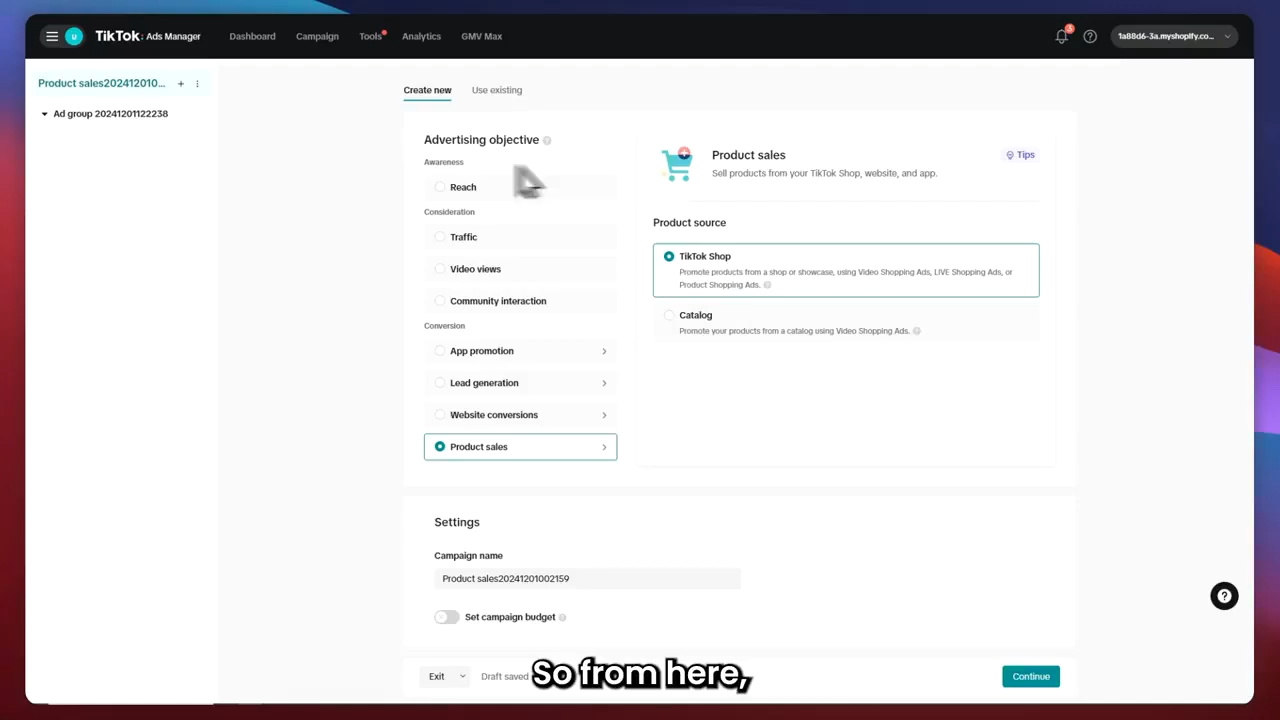 TikTok: Ads Manager
Dashboard
Campaign
Tools
Analytics
GMV Max
3
1a88d6-3a.myshopify.co...
Product sales202412010...
Ad group 20241201122238
Create new
Use existing
Advertising objective
Awareness
Reach
Consideration
Traffic
Video views
Community interaction
Conversion
App promotion
Lead generation
Website conversions
Product sales
Product sales
Tips
Sell products from your TikTok Shop, website, and app.
Product source
TikTok Shop
Promote products from a shop or showcase, using Video Shopping Ads, LIVE Shopping Ads, or
Product Shopping Ads.
Catalog
Promote your products from a catalog using Video Shopping Ads.
Settings
Campaign name
Product sales20241201002159
Set campaign budget
Exit
Draft saved
So from here,
Continue